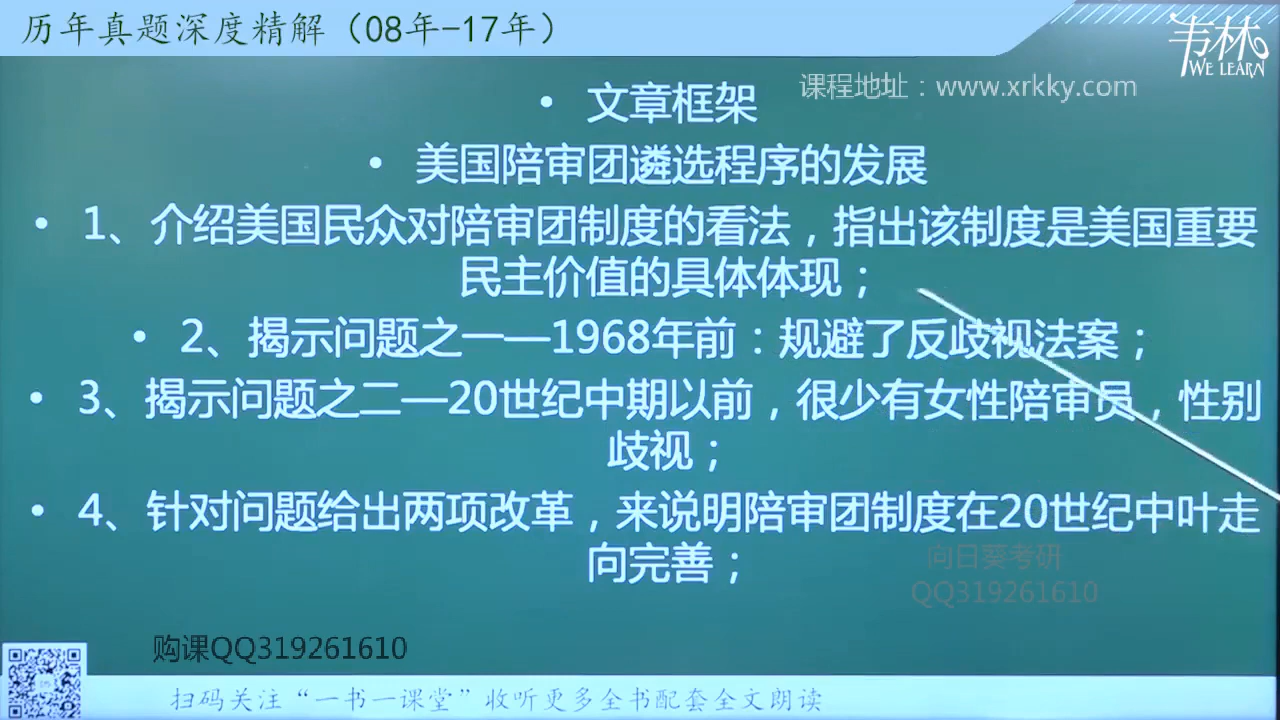 历年真题深度精解（08年-17年）
韦林
WE LEARN
课程地址：www.xrkky.com
• 文章框架
• 美国陪审团遴选程序的发展
• 1、介绍美国民众对陪审团制度的看法，指出该制度是美国重要
民主价值的具体体现；
• 2、揭示问题之一—1968年前：规避了反歧视法案；
• 3、揭示问题之二—20世纪中期以前，很少有女性陪审员，性别
歧视；
• 4、针对问题给出两项改革，来说明陪审团制度在20世纪中叶走
向完善；
向日葵考研
QQ319261610
购课QQ319261610
扫码关注“一书一课堂”收听更多全书配套全文朗读